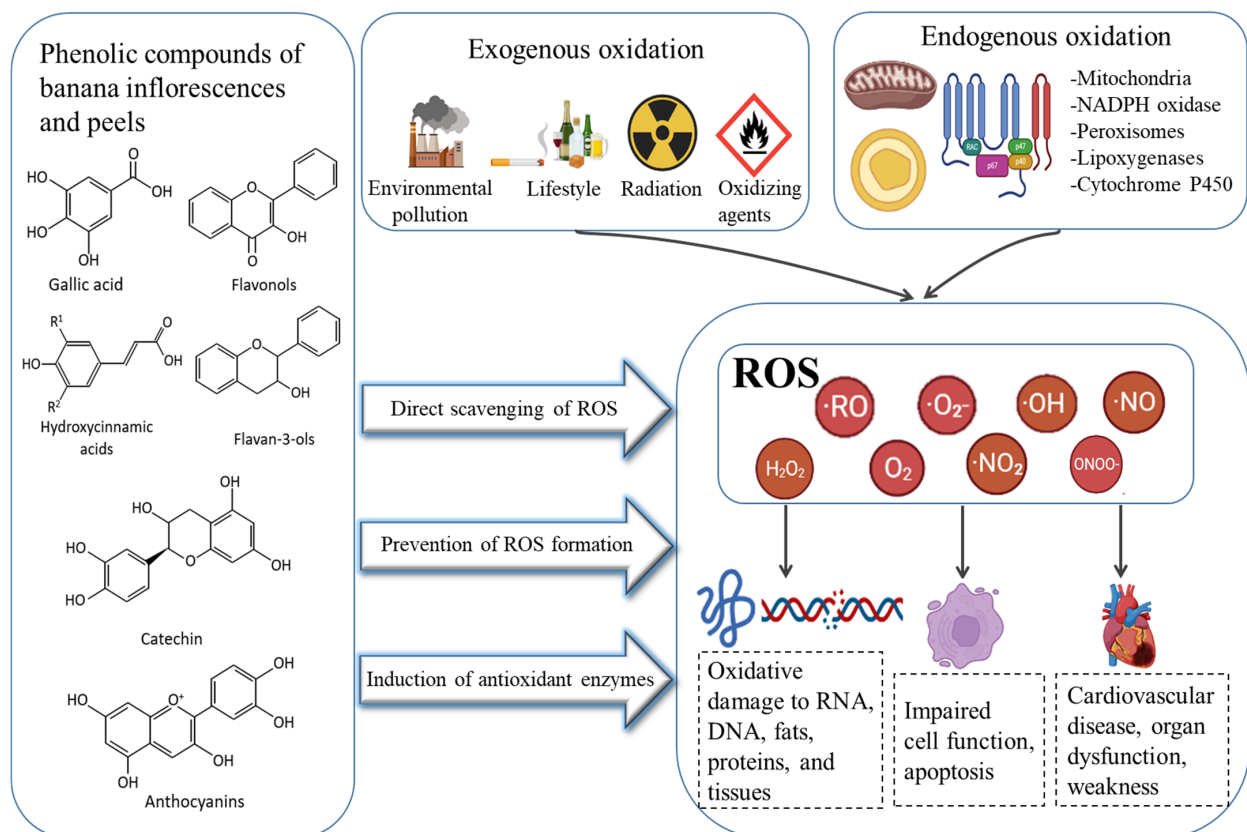 Phenolic compounds of
banana inflorescences
and peels
HO
O
OH
HO
OH
Gallic acid
O
OH
O
Flavonols
R¹
O
HO
OH
R²
Hydroxycinnamic
acids
O
OH
Flavan-3-ols
OH
HO
HO
O
OH
HO
Catechin
OH
HO
O⁺
OH
OH
OH
Anthocyanins
Exogenous oxidation
Environmental
pollution
Lifestyle
Radiation
Oxidizing
agents
Endogenous oxidation
RAC
p67
p47
p40
-Mitochondria
-NADPH oxidase
-Peroxisomes
-Lipoxygenases
-Cytochrome P450
Direct scavenging of ROS
Prevention of ROS formation
Induction of antioxidant enzymes
ROS
·RO
·O₂⁻
·OH
·NO
H₂O₂
O₂
·NO₂
ONOO-
Oxidative
damage to RNA,
DNA, fats,
proteins, and
tissues
Impaired
cell function,
apoptosis
Cardiovascular
disease, organ
dysfunction,
weakness